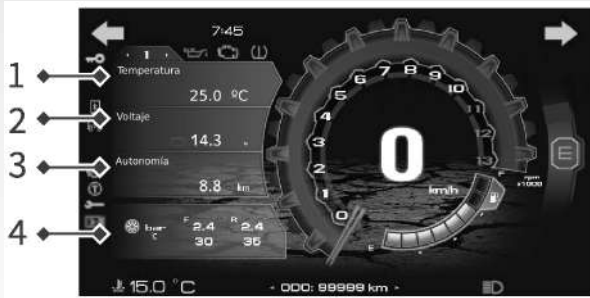 7:45
· 1 ·
1
Temperatura
25.0 ºC
2
Voltaje
14.3
3
Autonomía
8.8 km
4
bar
°C
F 2.4 R 2.4
30 35
0
1
2
3
4
5
6
7
8
9
10
11
12
13
0
km/h
rpm
x1000
F
E
E
15.0 °C
- ODO: 99999 km -